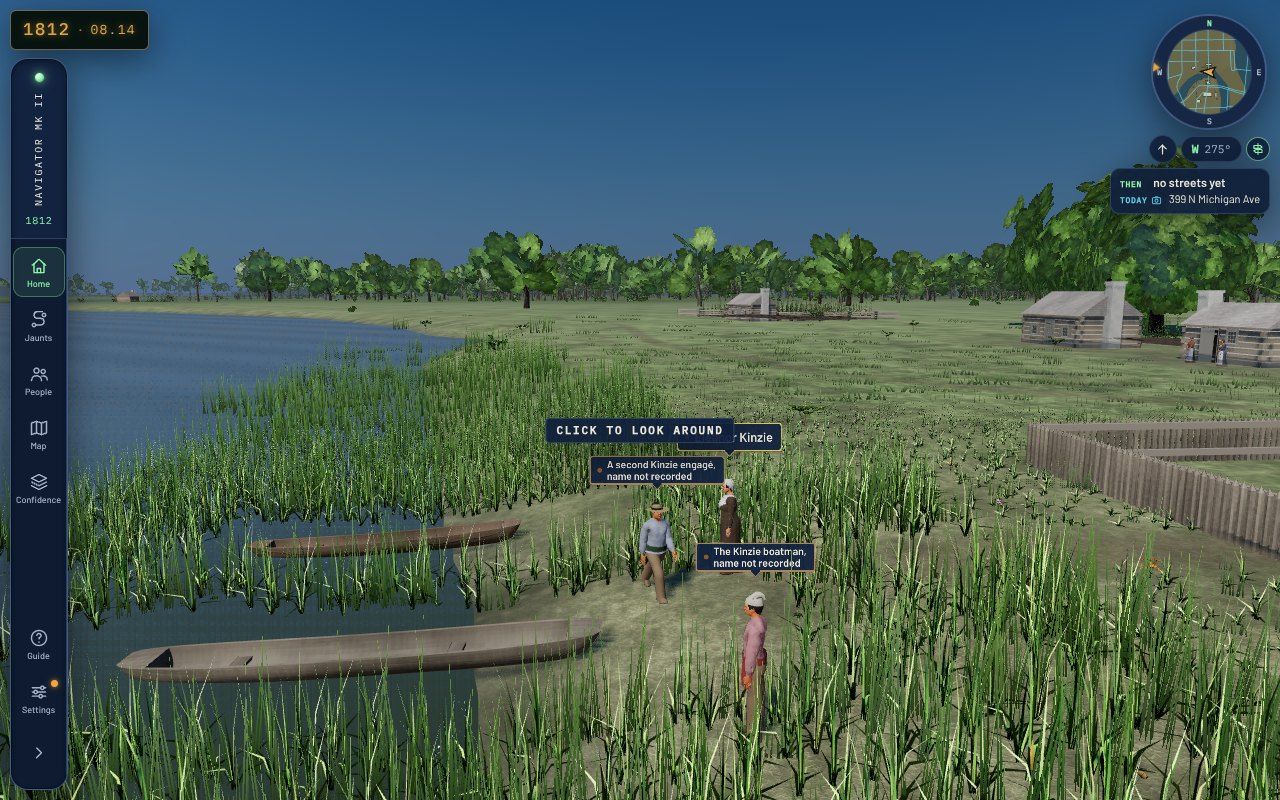 1812 · 08.14
NAVIGATOR MK II
1812
Home
Jaunts
People
Map
Confidence
Guide
Settings
N
W
E
S
W 275°
THEN no streets yet
TODAY 399 N Michigan Ave
CLICK TO LOOK AROUND
Kinzie
A second Kinzie engagé,
name not recorded
The Kinzie boatman,
name not recorded